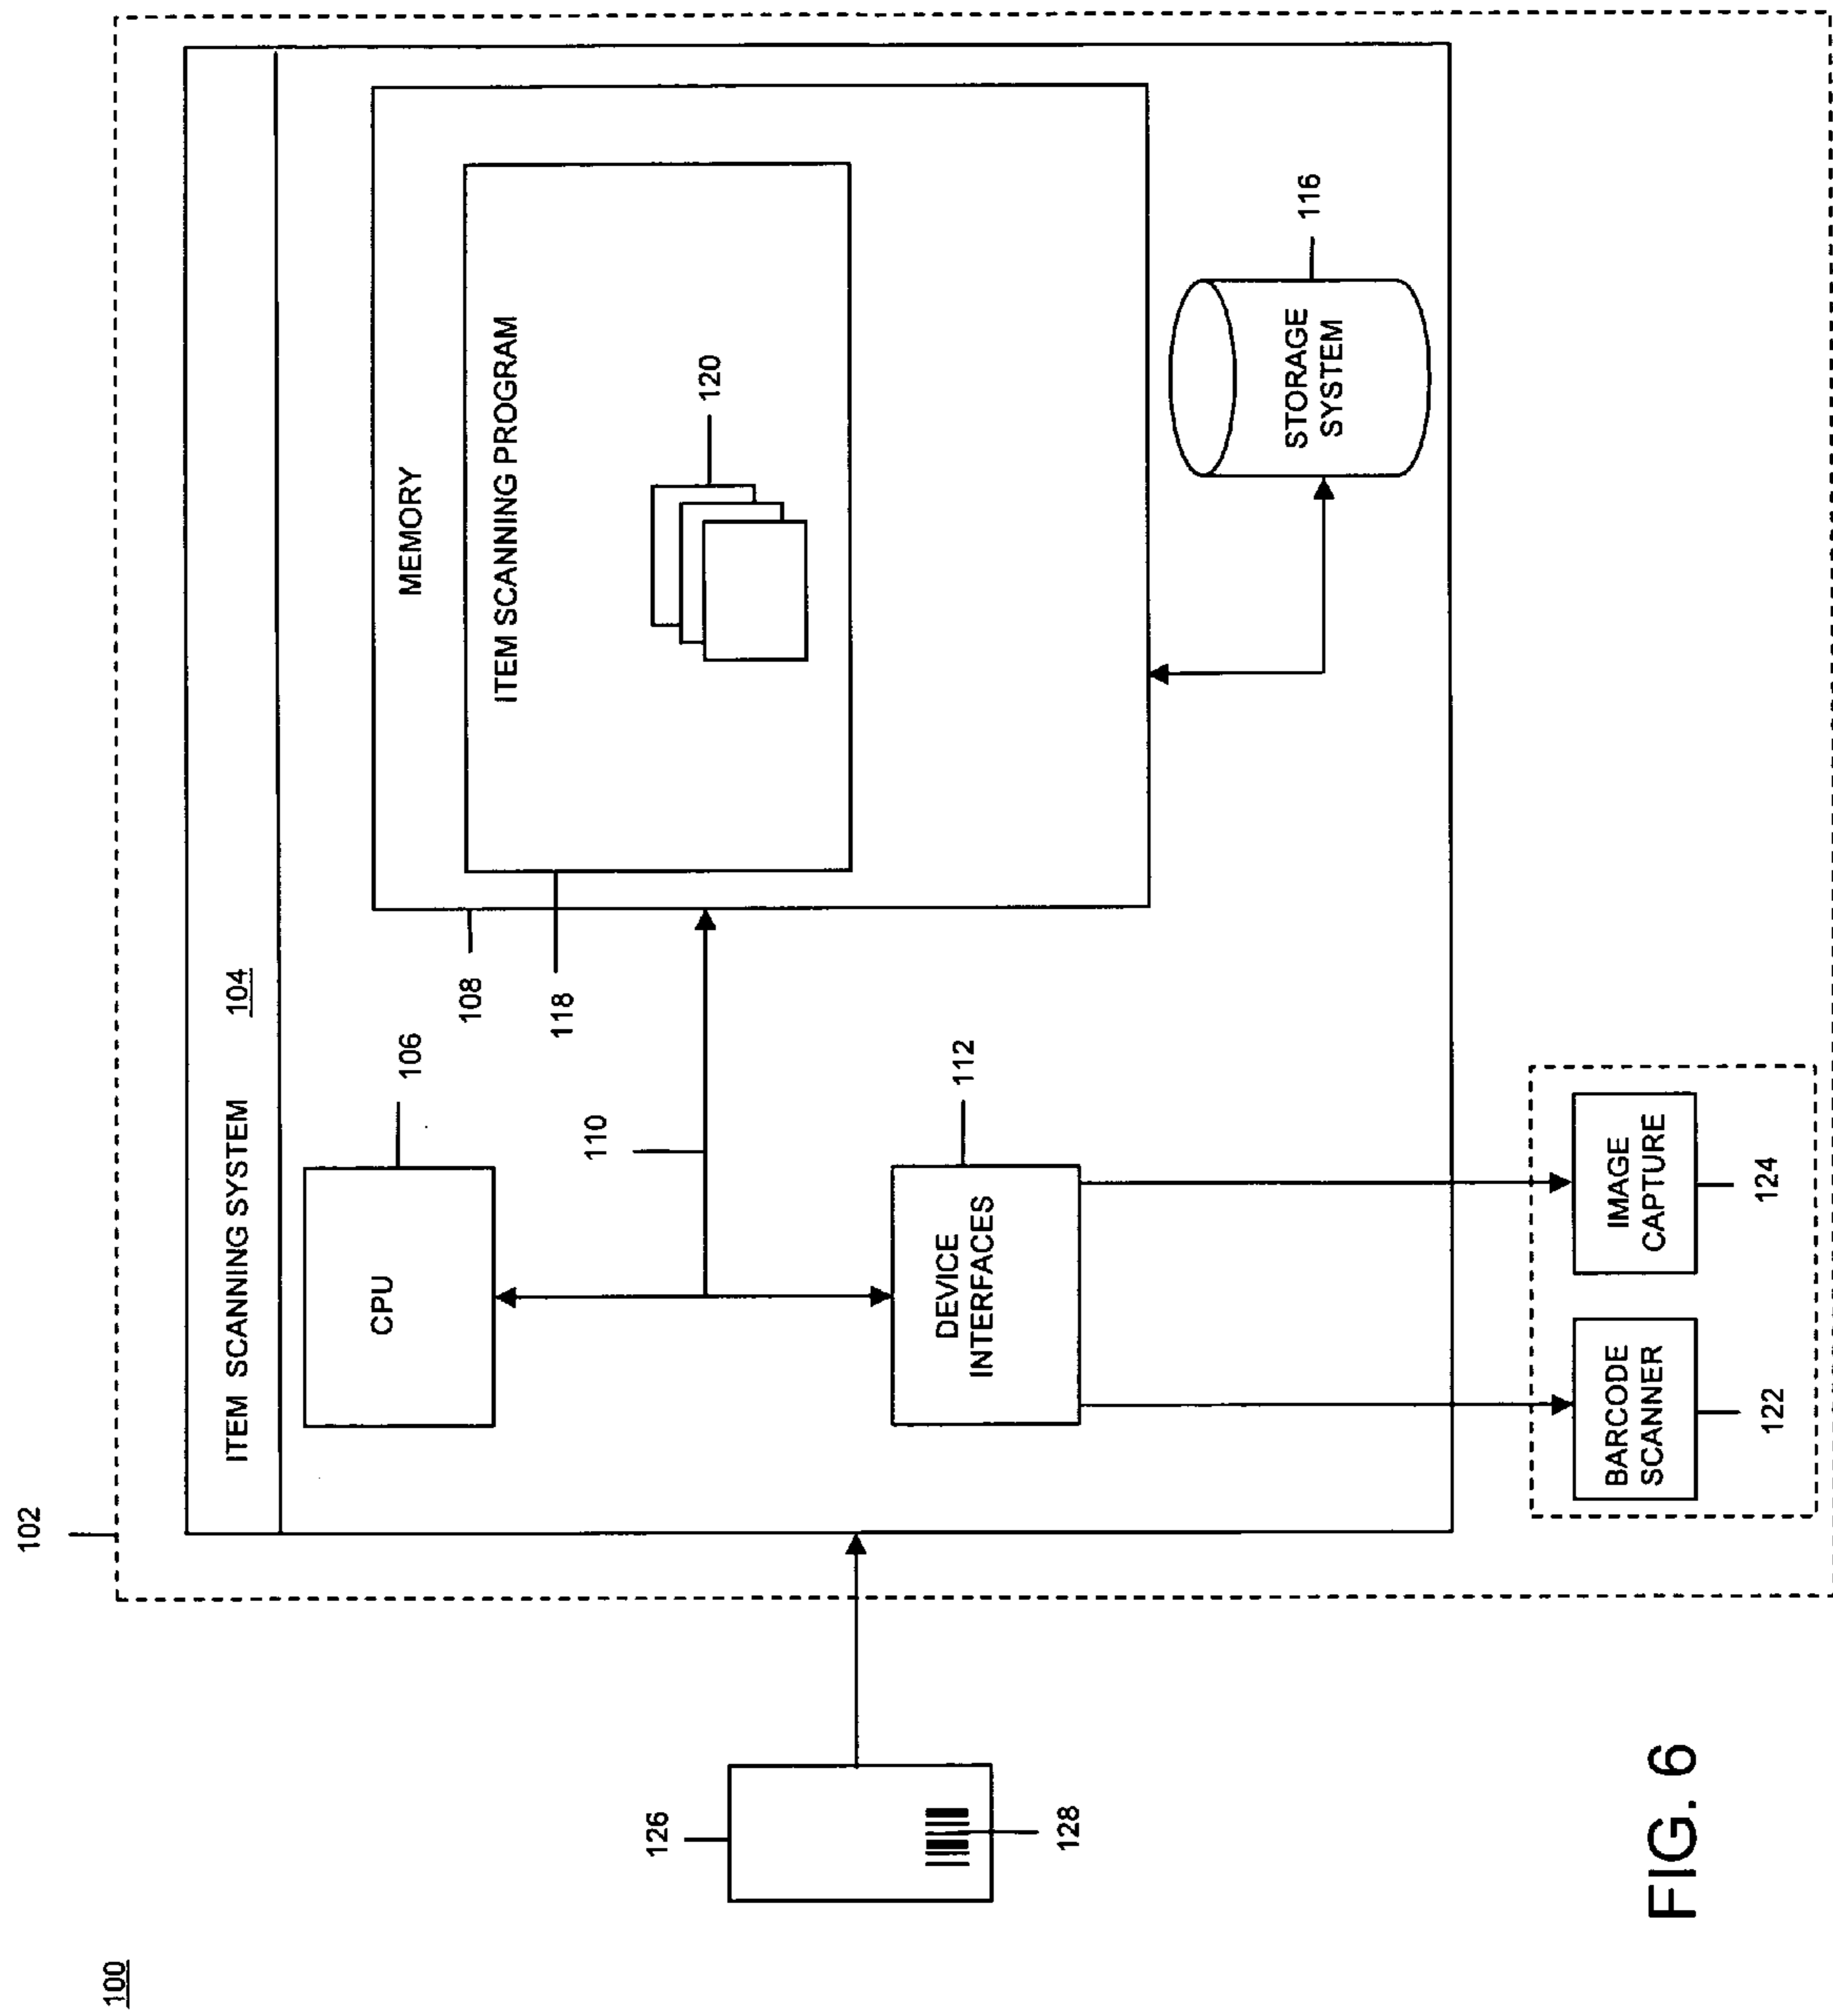 100
102
ITEM SCANNING SYSTEM 104
CPU
106
MEMORY
108
ITEM SCANNING PROGRAM
118
120
110
DEVICE
INTERFACES
112
STORAGE
SYSTEM
116
126
128
BARCODE
SCANNER
122
IMAGE
CAPTURE
124
FIG. 6